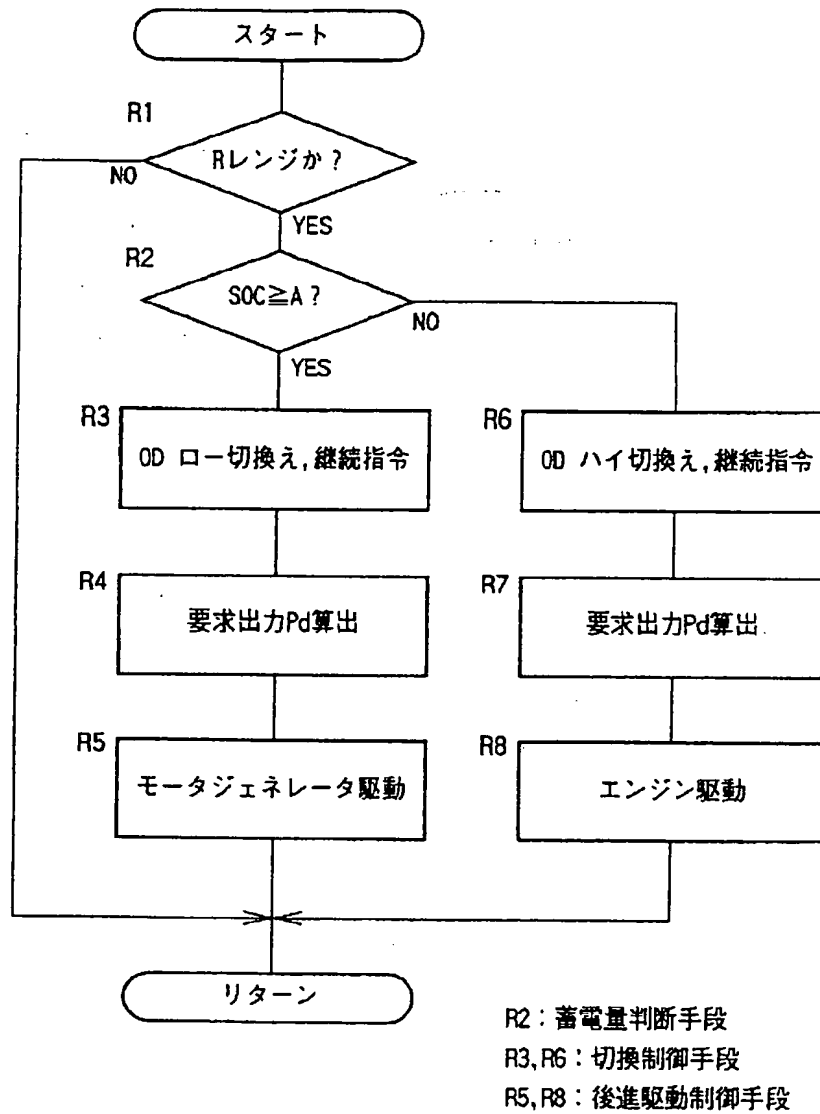 スタート
R1
Rレンジか?
NO
YES
R2
SOC≧A?
NO
YES
R3
OD ロー切換え,継続指令
R6
OD ハイ切換え,継続指令
R4
要求出力Pd算出
R7
要求出力Pd算出
R5
モータジェネレータ駆動
R8
エンジン駆動
リターン
R2:蓄電量判断手段
R3,R6:切換制御手段
R5,R8:後進駆動制御手段